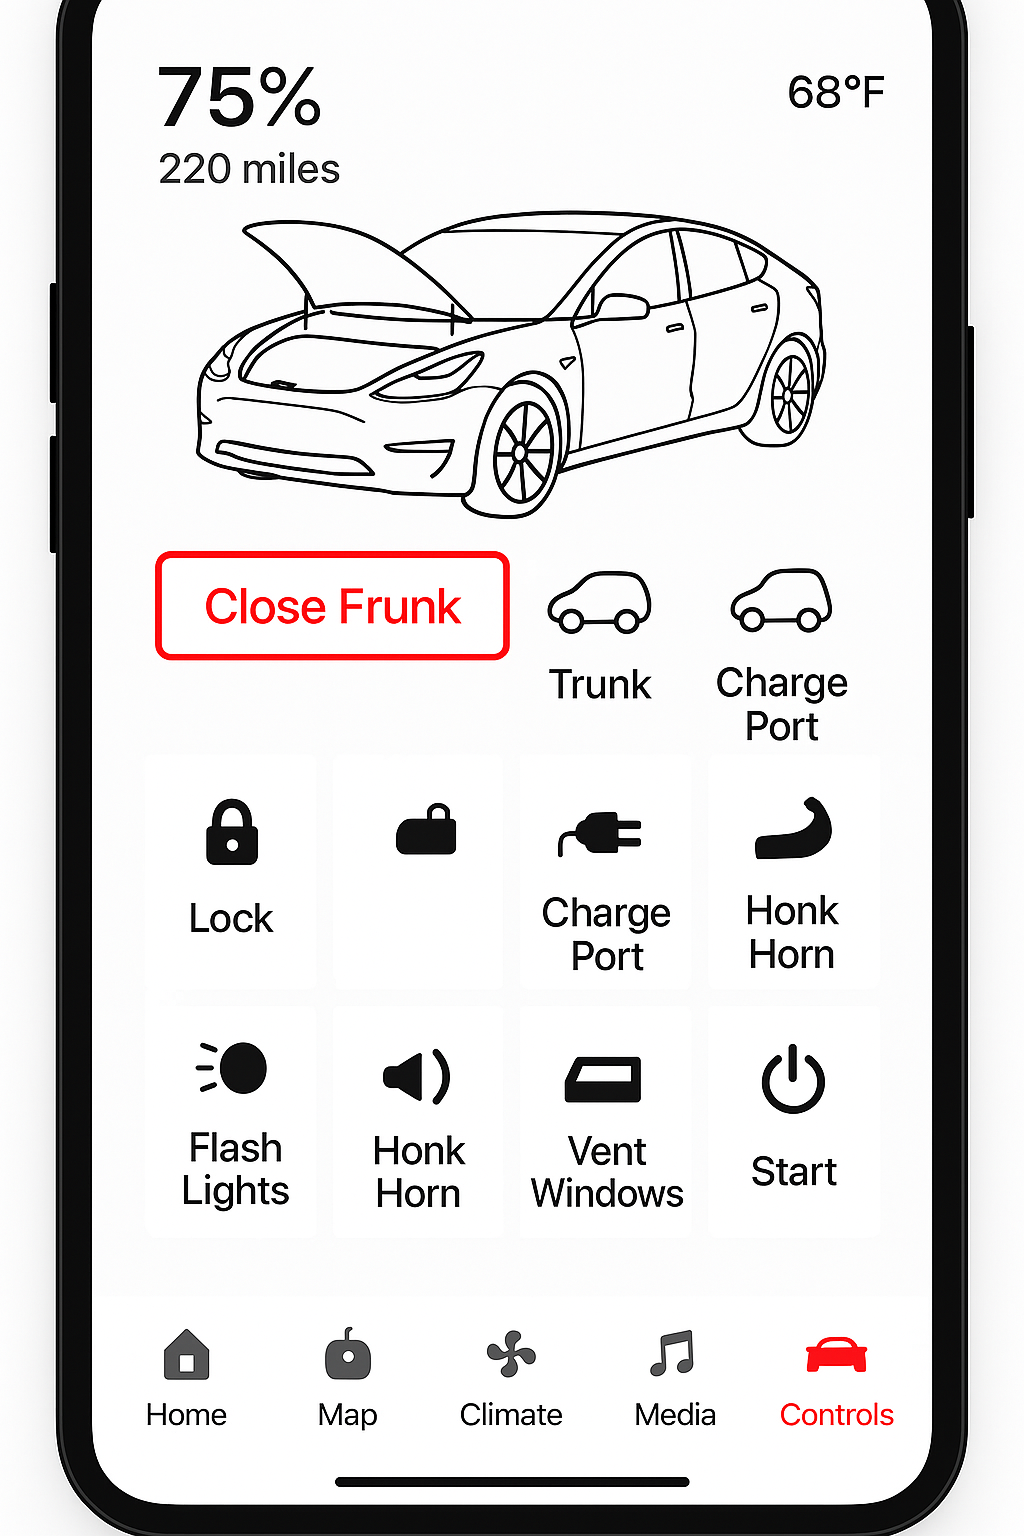 75%
68°F
220 miles
Close Frunk
Trunk
Charge
Port
Lock
Charge
Port
Honk
Horn
Flash
Lights
Honk
Horn
Vent
Windows
Start
Home
Map
Climate
Media
Controls